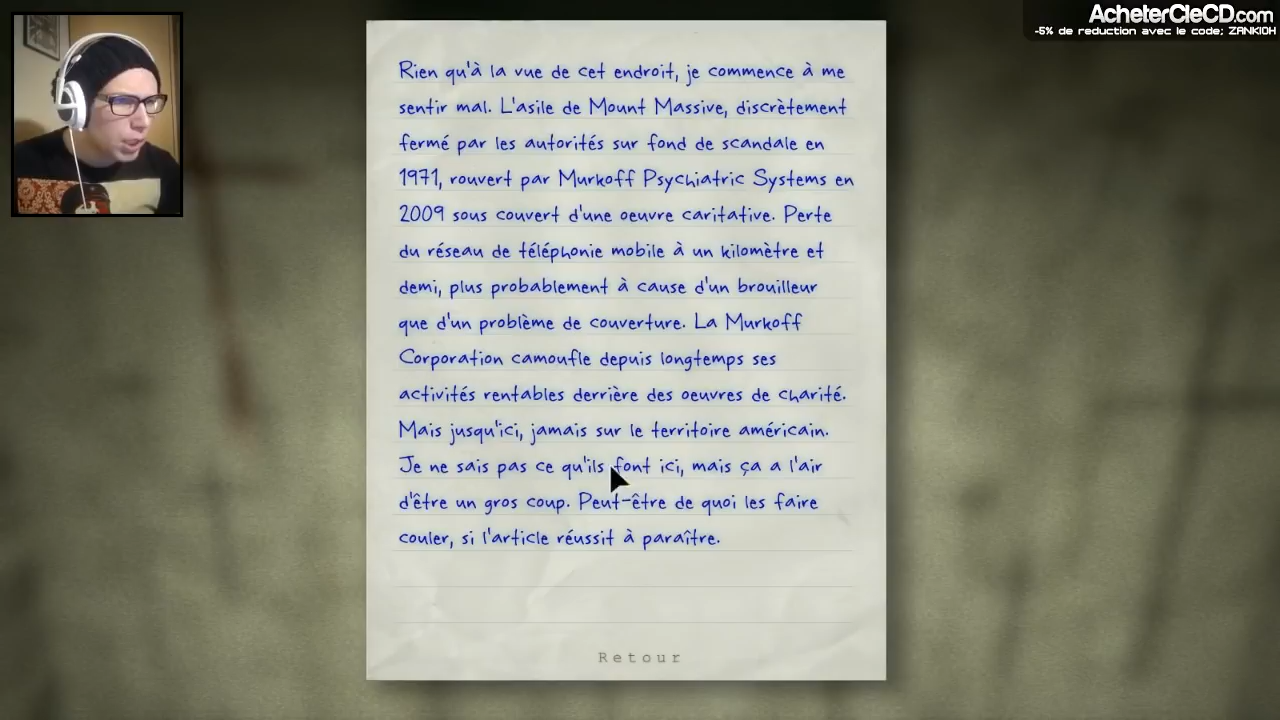 AcheterCleCD.com
-5% de reduction avec le code; ZANKIOH
Rien qu'à la vue de cet endroit, je commence à me
sentir mal. L'asile de Mount Massive, discrètement
fermé par les autorités sur fond de scandale en
1971, rouvert par Murkoff Psychiatric Systems en
2009 sous couvert d'une oeuvre caritative. Perte
du réseau de téléphonie mobile à un kilomètre et
demi, plus probablement à cause d'un brouilleur
que d'un problème de couverture. La Murkoff
Corporation camoufle depuis longtemps ses
activités rentables derrière des oeuvres de charité.
Mais jusqu'ici, jamais sur le territoire américain.
Je ne sais pas ce qu'ils font ici, mais ça a l'air
d'être un gros coup. Peut-être de quoi les faire
couler, si l'article réussit à paraître.
Retour